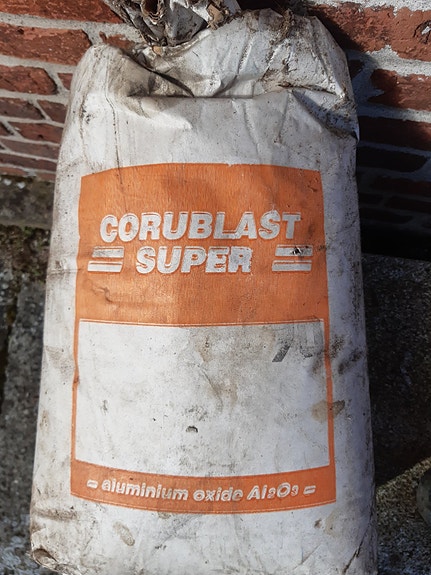 CORUBLAST
= SUPER =
= aluminium oxide Al₂O₃ =